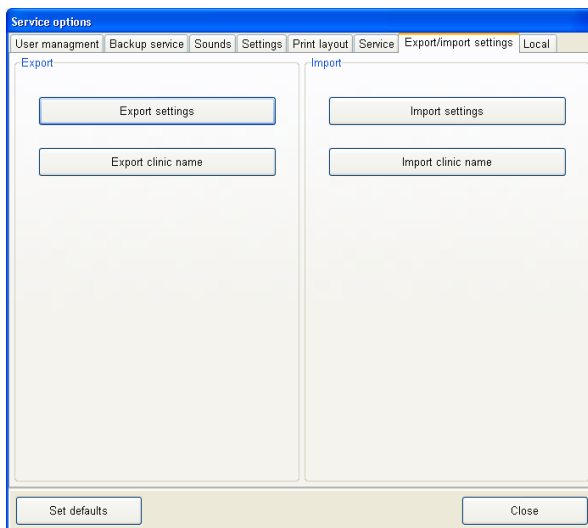 Service options
User managment Backup service Sounds Settings Print layout Service Export/import settings Local
Export Import
Export settings Import settings
Export clinic name Import clinic name
Set defaults Close